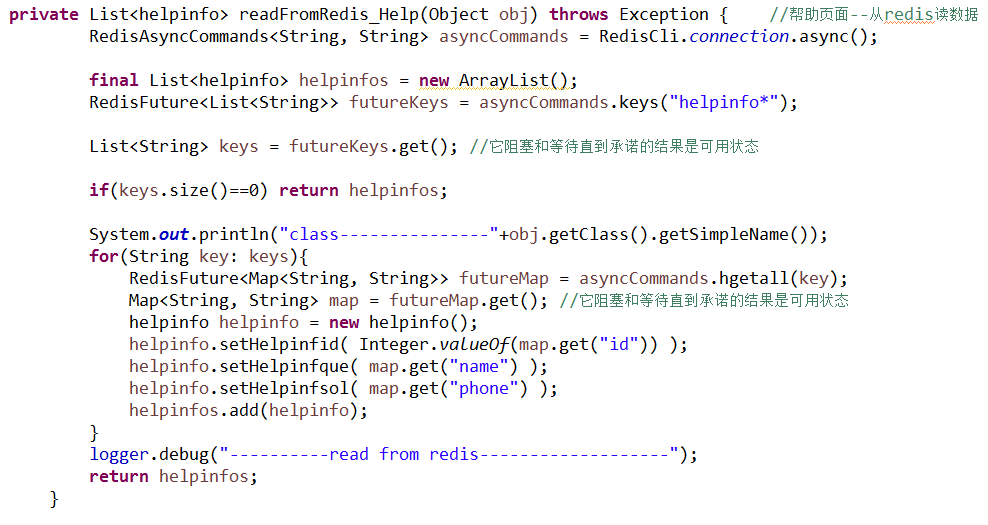 private List<helpinfo> readFromRedis_Help(Object obj) throws Exception {    //帮助页面--从redis读数据
        RedisAsyncCommands<String, String> asyncCommands = RedisCli.connection.async();
        final List<helpinfo> helpinfos = new ArrayList();
        RedisFuture<List<String>> futureKeys = asyncCommands.keys("helpinfo*");
        List<String> keys = futureKeys.get(); //它阻塞和等待直到承诺的结果是可用状态
        if(keys.size()==0) return helpinfos;
        System.out.println("class---------------"+obj.getClass().getSimpleName());
        for(String key: keys){
            RedisFuture<Map<String, String>> futureMap = asyncCommands.hgetall(key);
            Map<String, String> map = futureMap.get(); //它阻塞和等待直到承诺的结果是可用状态
            helpinfo helpinfo = new helpinfo();
            helpinfo.setHelpinfid( Integer.valueOf(map.get("id")) );
            helpinfo.setHelpinfque( map.get("name") );
            helpinfo.setHelpinfsol( map.get("phone") );
            helpinfos.add(helpinfo);
        }
        logger.debug("----------read from redis-------------------");
        return helpinfos;
    }